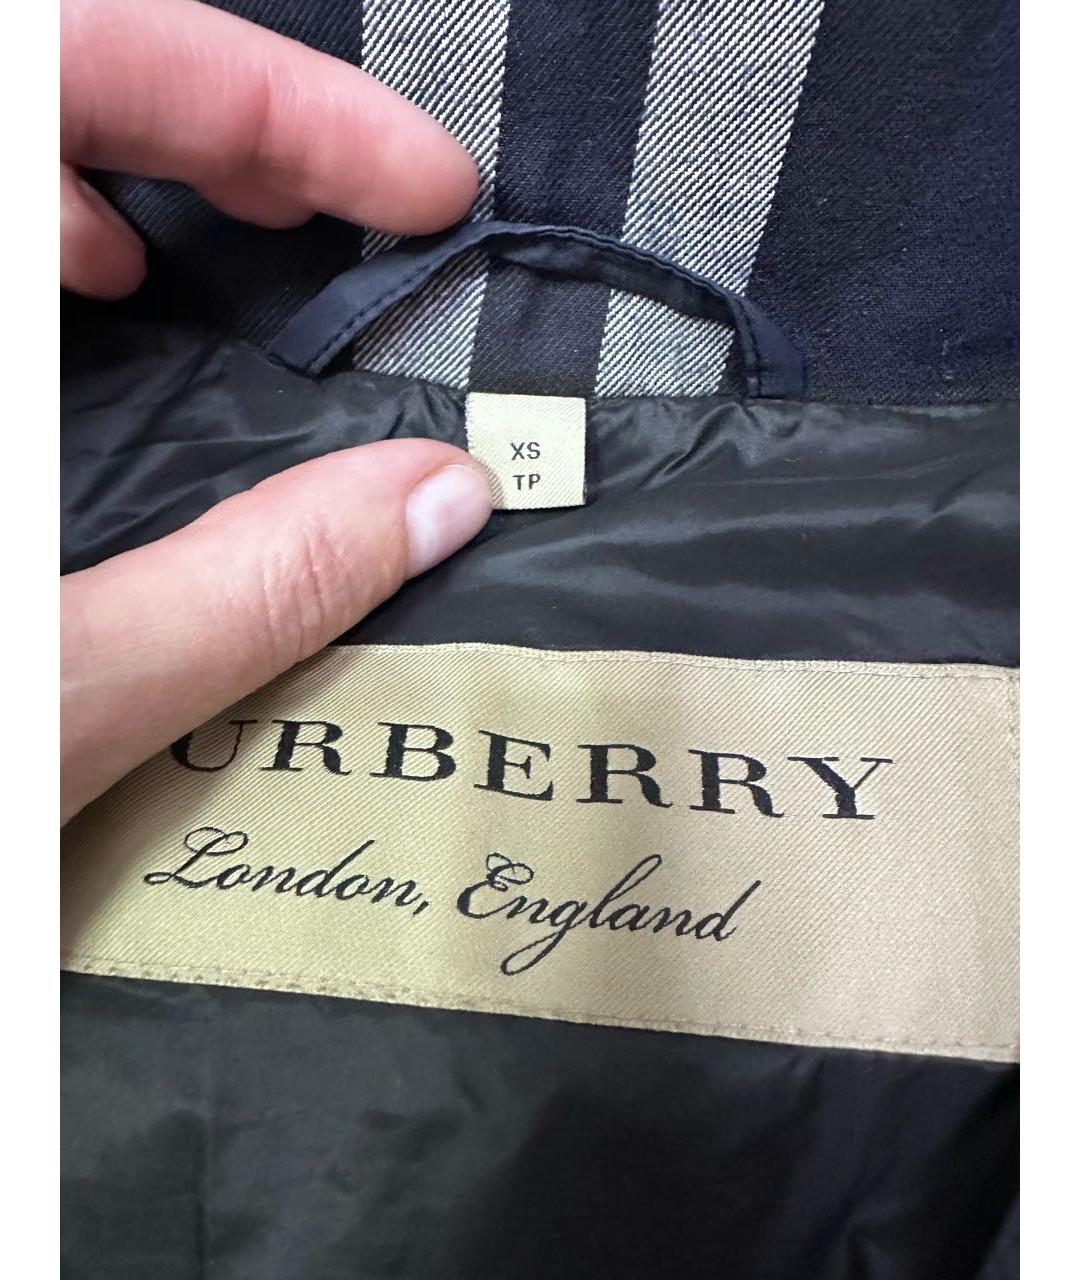 XS
TP
URBERRY
London, England